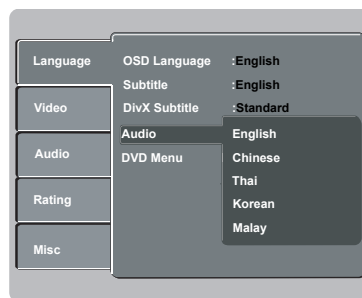 Language
Video
Audio
Rating
Misc
OSD Language :English
Subtitle :English
DivX Subtitle :Standard
Audio
DVD Menu
English
Chinese
Thai
Korean
Malay